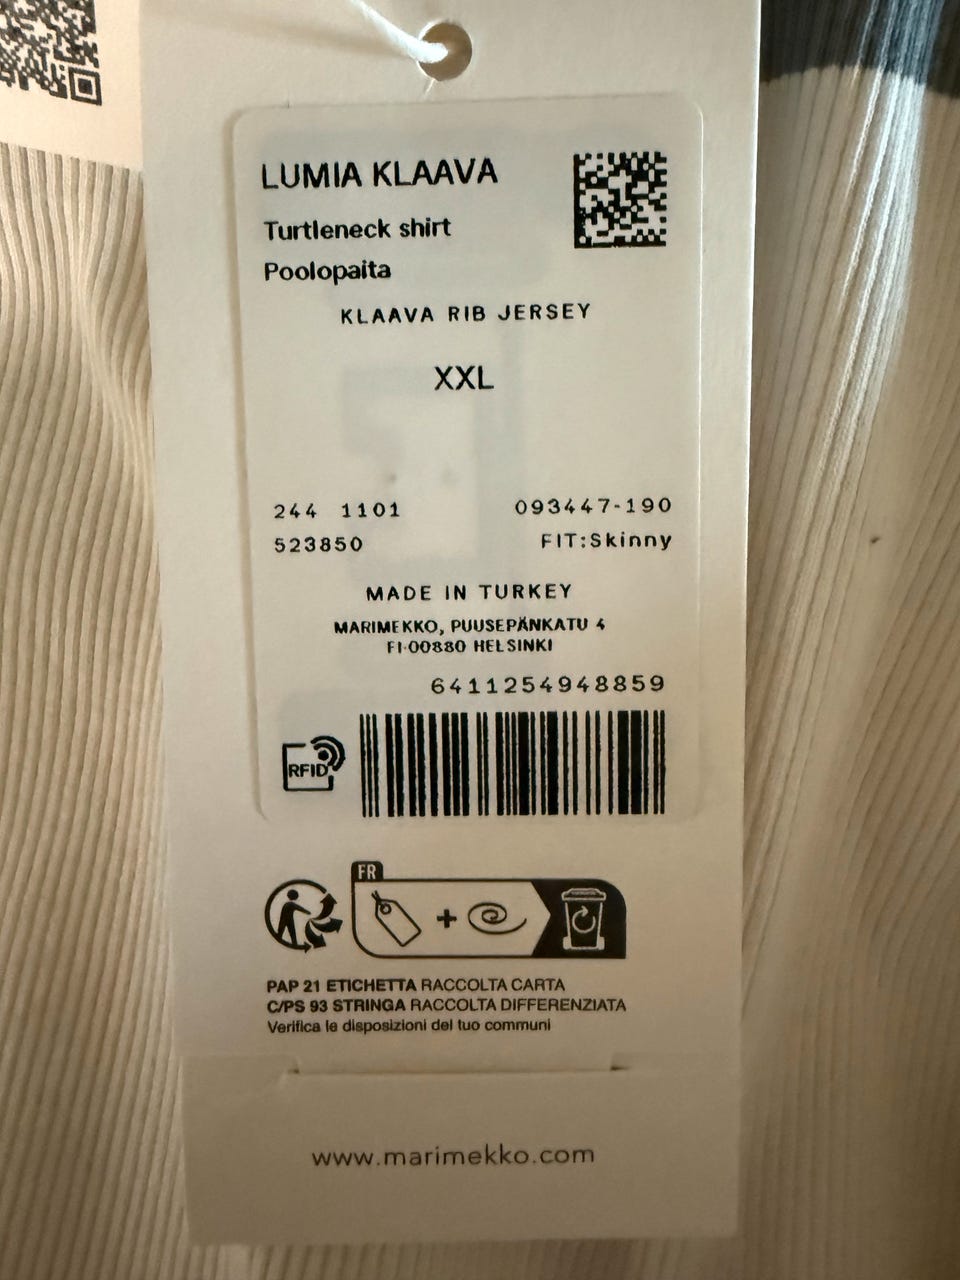 LUMIA KLAAVA
Turtleneck shirt
Poolopaita
KLAAVA RIB JERSEY
XXL
244 1101 093447-190
523850 FIT:Skinny
MADE IN TURKEY
MARIMEKKO, PUUSEPÄNKATU 4
FI-00880 HELSINKI
6411254948859
RFID
FR
PAP 21 ETICHETTA RACCOLTA CARTA
C/PS 93 STRINGA RACCOLTA DIFFERENZIATA
Verifica le disposizioni del tuo communi
www.marimekko.com